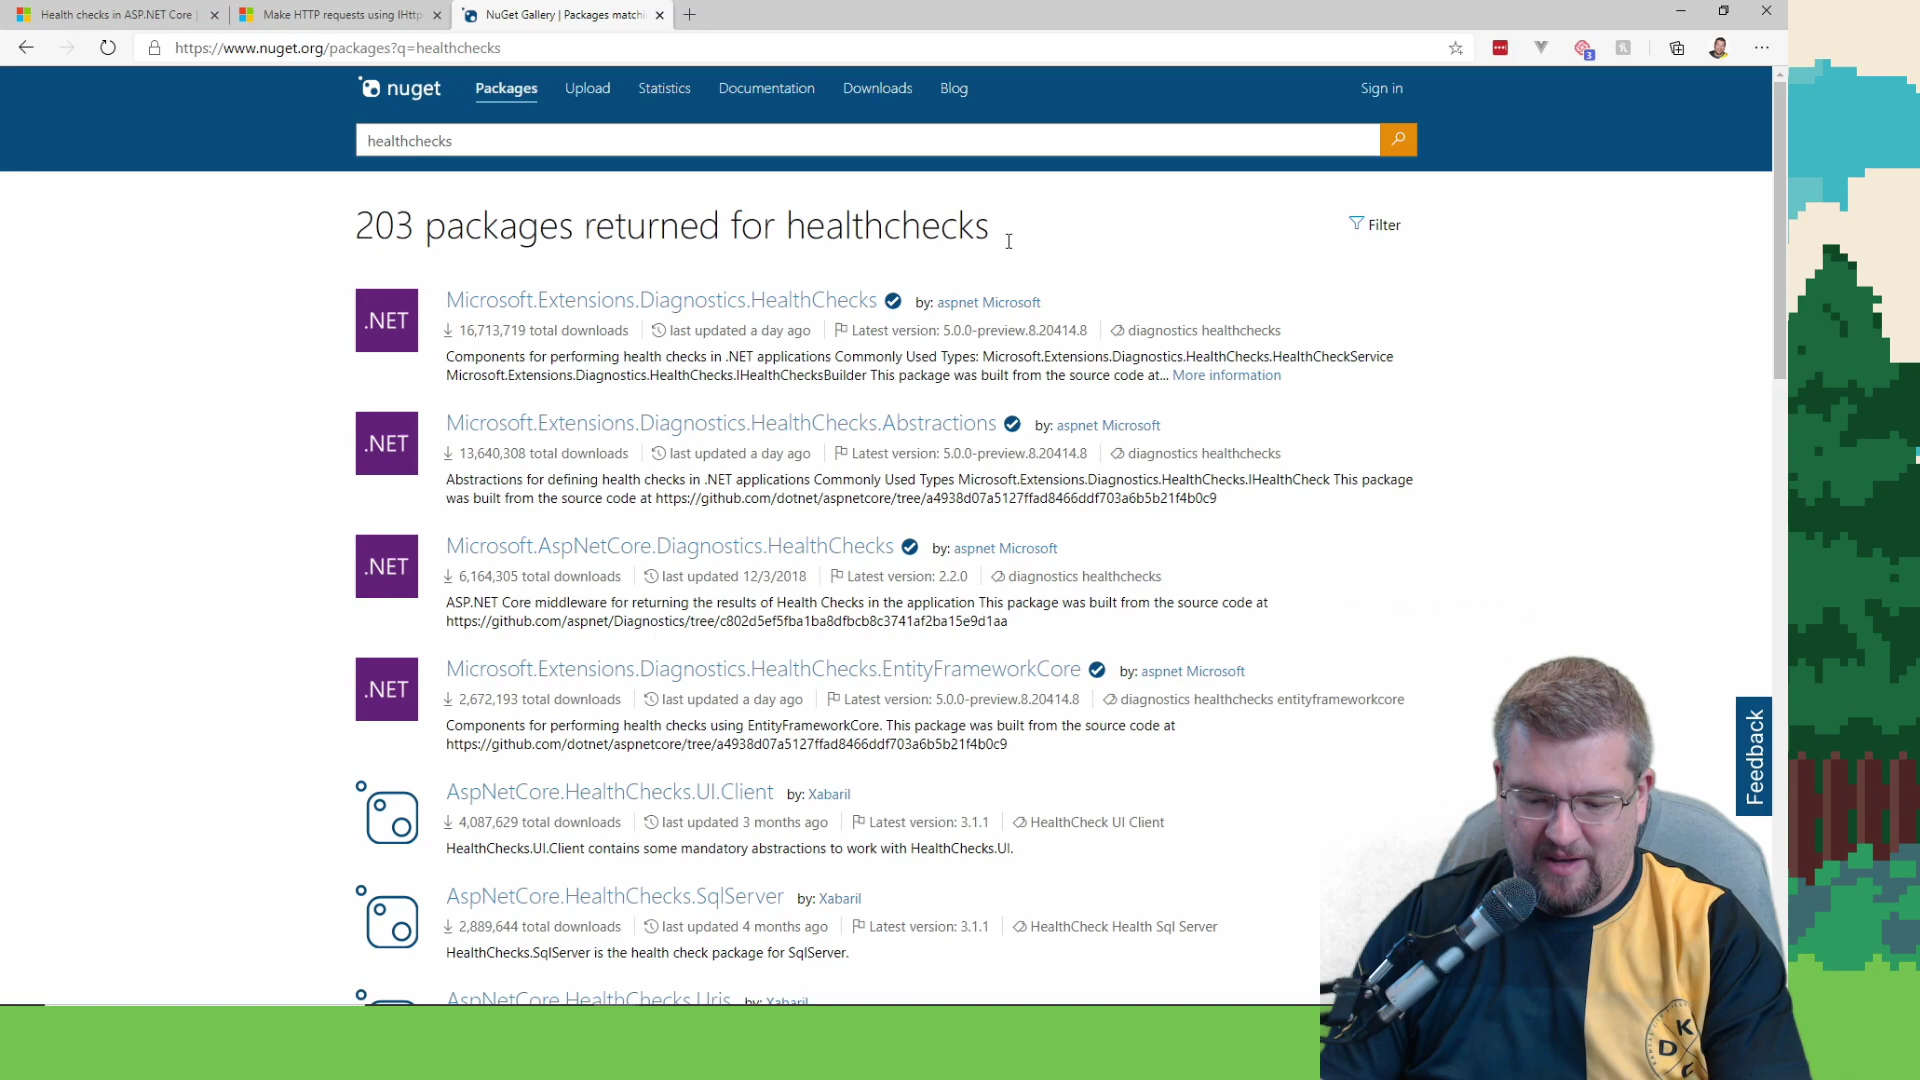 Health checks in ASP.NET Core |
Make HTTP requests using IHttp
NuGet Gallery | Packages matchi
https://www.nuget.org/packages?q=healthchecks
3
nuget
Packages
Upload
Statistics
Documentation
Downloads
Blog
Sign in
healthchecks
203 packages returned for healthchecks
Filter
.NET
Microsoft.Extensions.Diagnostics.HealthChecks by: aspnet Microsoft
16,713,719 total downloads last updated a day ago Latest version: 5.0.0-preview.8.20414.8 diagnostics healthchecks
Components for performing health checks in .NET applications Commonly Used Types: Microsoft.Extensions.Diagnostics.HealthChecks.HealthCheckService
Microsoft.Extensions.Diagnostics.HealthChecks.IHealthChecksBuilder This package was built from the source code at... More information
.NET
Microsoft.Extensions.Diagnostics.HealthChecks.Abstractions by: aspnet Microsoft
13,640,308 total downloads last updated a day ago Latest version: 5.0.0-preview.8.20414.8 diagnostics healthchecks
Abstractions for defining health checks in .NET applications Commonly Used Types Microsoft.Extensions.Diagnostics.HealthChecks.IHealthCheck This package
was built from the source code at https://github.com/dotnet/aspnetcore/tree/a4938d07a5127ffad8466ddf703a6b5b21f4b0c9
.NET
Microsoft.AspNetCore.Diagnostics.HealthChecks by: aspnet Microsoft
6,164,305 total downloads last updated 12/3/2018 Latest version: 2.2.0 diagnostics healthchecks
ASP.NET Core middleware for returning the results of Health Checks in the application This package was built from the source code at
https://github.com/aspnet/Diagnostics/tree/c802d5ef5fba1ba8dfbcb8c3741af2ba15e9d1aa
.NET
Microsoft.Extensions.Diagnostics.HealthChecks.EntityFrameworkCore by: aspnet Microsoft
2,672,193 total downloads last updated a day ago Latest version: 5.0.0-preview.8.20414.8 diagnostics healthchecks entityframeworkcore
Components for performing health checks using EntityFrameworkCore. This package was built from the source code at
https://github.com/dotnet/aspnetcore/tree/a4938d07a5127ffad8466ddf703a6b5b21f4b0c9
AspNetCore.HealthChecks.UI.Client by: Xabaril
4,087,629 total downloads last updated 3 months ago Latest version: 3.1.1 HealthCheck UI Client
HealthChecks.UI.Client contains some mandatory abstractions to work with HealthChecks.UI.
AspNetCore.HealthChecks.SqlServer by: Xabaril
2,889,644 total downloads last updated 4 months ago Latest version: 3.1.1 HealthCheck Health Sql Server
HealthChecks.SqlServer is the health check package for SqlServer.
AspNetCore.HealthChecks.Uris by: Xabaril
Feedback
K
D
C